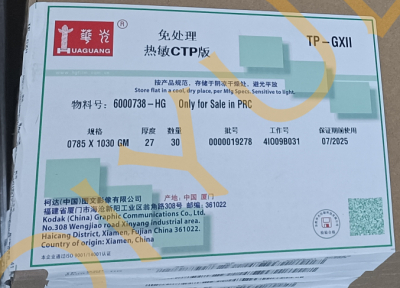 華光
®
HUAGUANG
免处理
热敏CTP版
TP-GXII
按产品规范，存储于阴凉干燥处，避光平放
Store flat in a cool, dry place, per Mfg Specs. Sensitive to light.
物料号: 6000738-HG Only for Sale in PRC
规格 厚度 数量 批号 工作号 保证期前使用
0785 X 1030 GM 27 30 0000019278 4I09B031 07/2025
柯达(中国)图文影像有限公司 产地: 中国 厦门
福建省厦门市海沧新阳工业区翁角路308号 邮编: 361022
Kodak (China) Graphic Communications Co. Ltd.
No.308 Wengjiao road Xinyang industrial area.
Haicang District, Xiamen, Fujian China 361022.
Country of origin: Xiamen, China